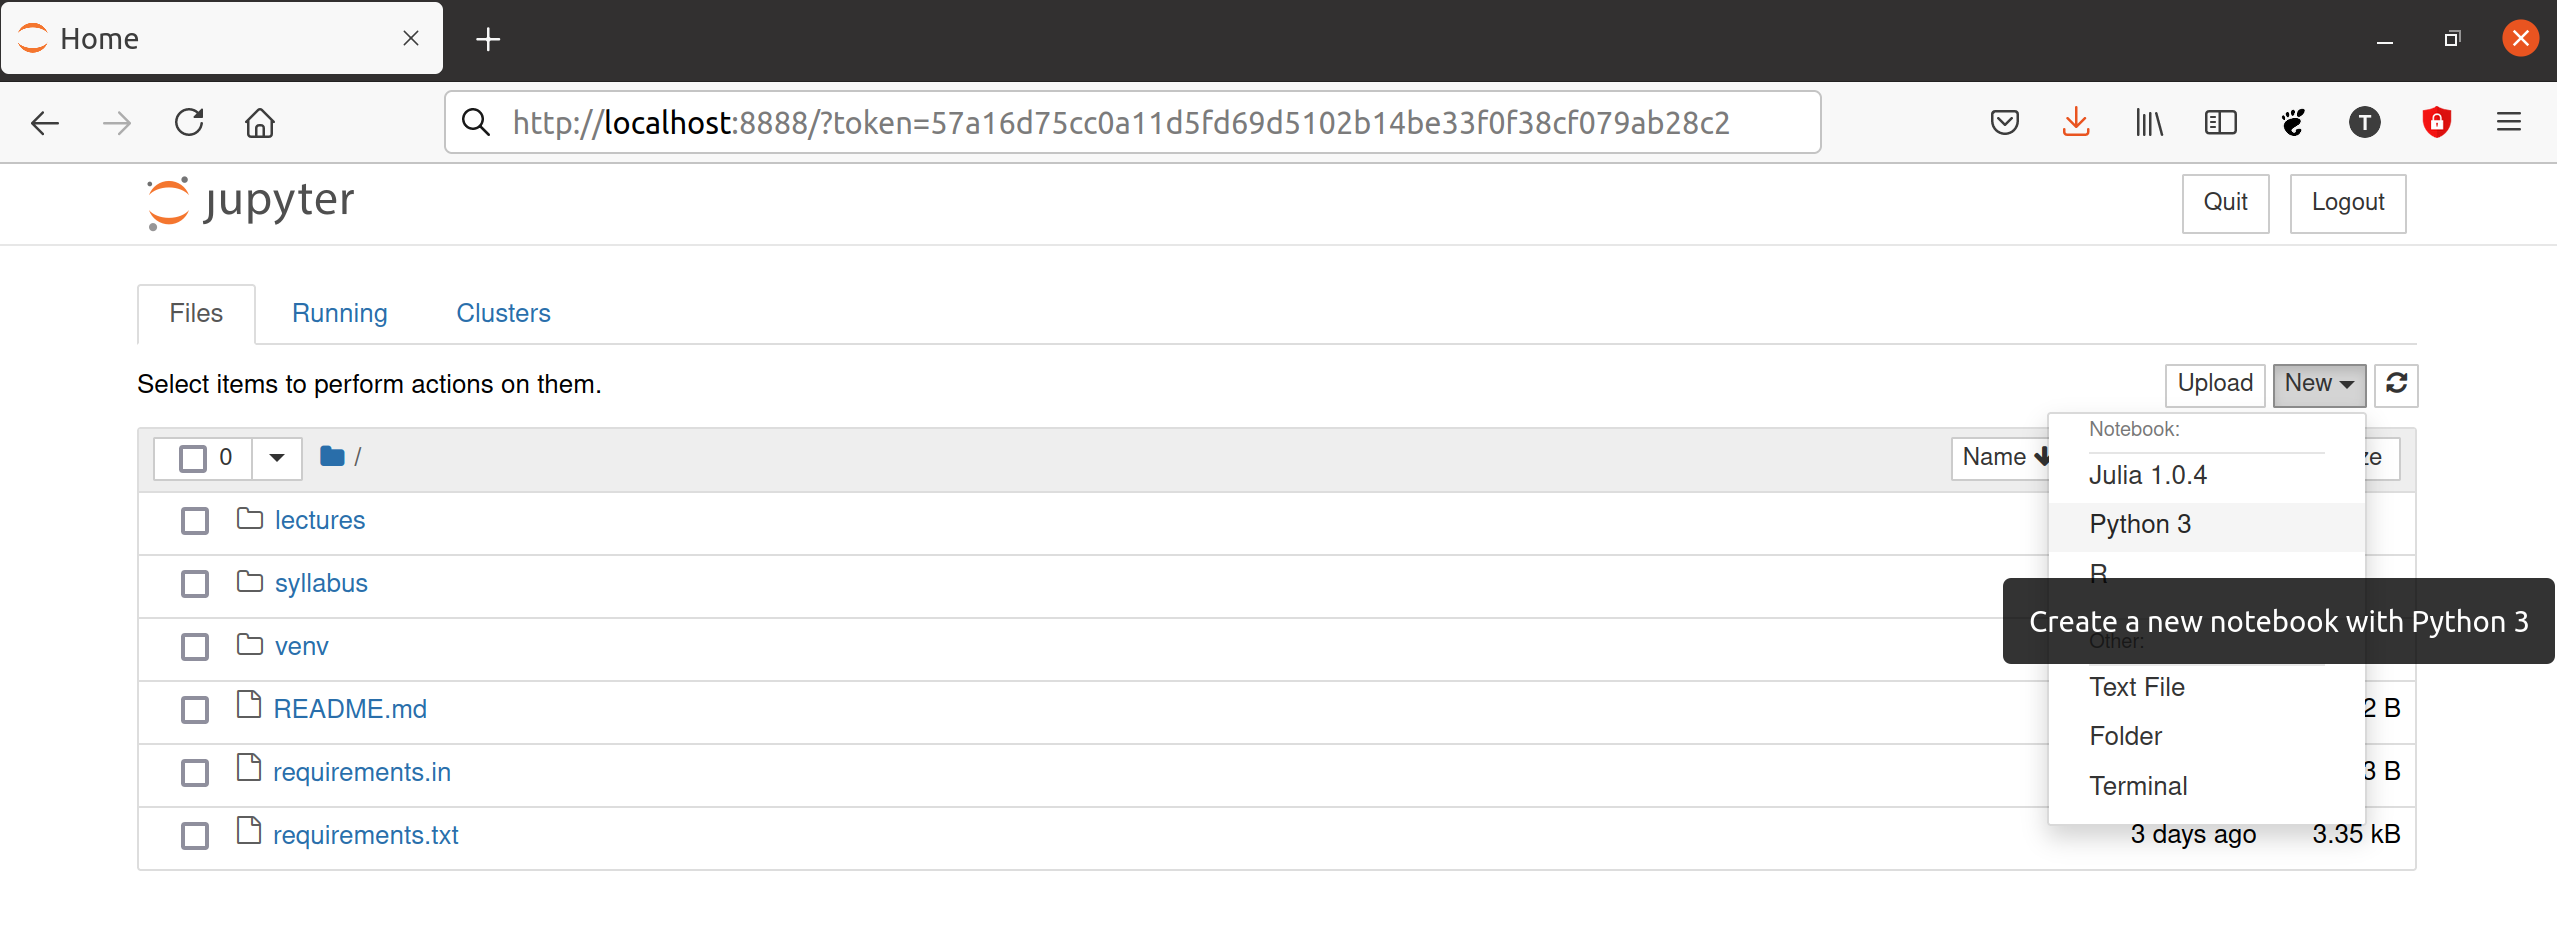 Home
http://localhost:8888/?token=57a16d75cc0a11d5fd69d5102b14be33f0f38cf079ab28c2
T
jupyter
Quit
Logout
Files
Running
Clusters
Select items to perform actions on them.
Upload
New
0
/
Name
ze
Notebook:
Julia 1.0.4
Python 3
R
Create a new notebook with Python 3
Other:
Text File
Folder
Terminal
lectures
syllabus
venv
README.md
2 B
requirements.in
3 B
requirements.txt
3 days ago
3.35 kB